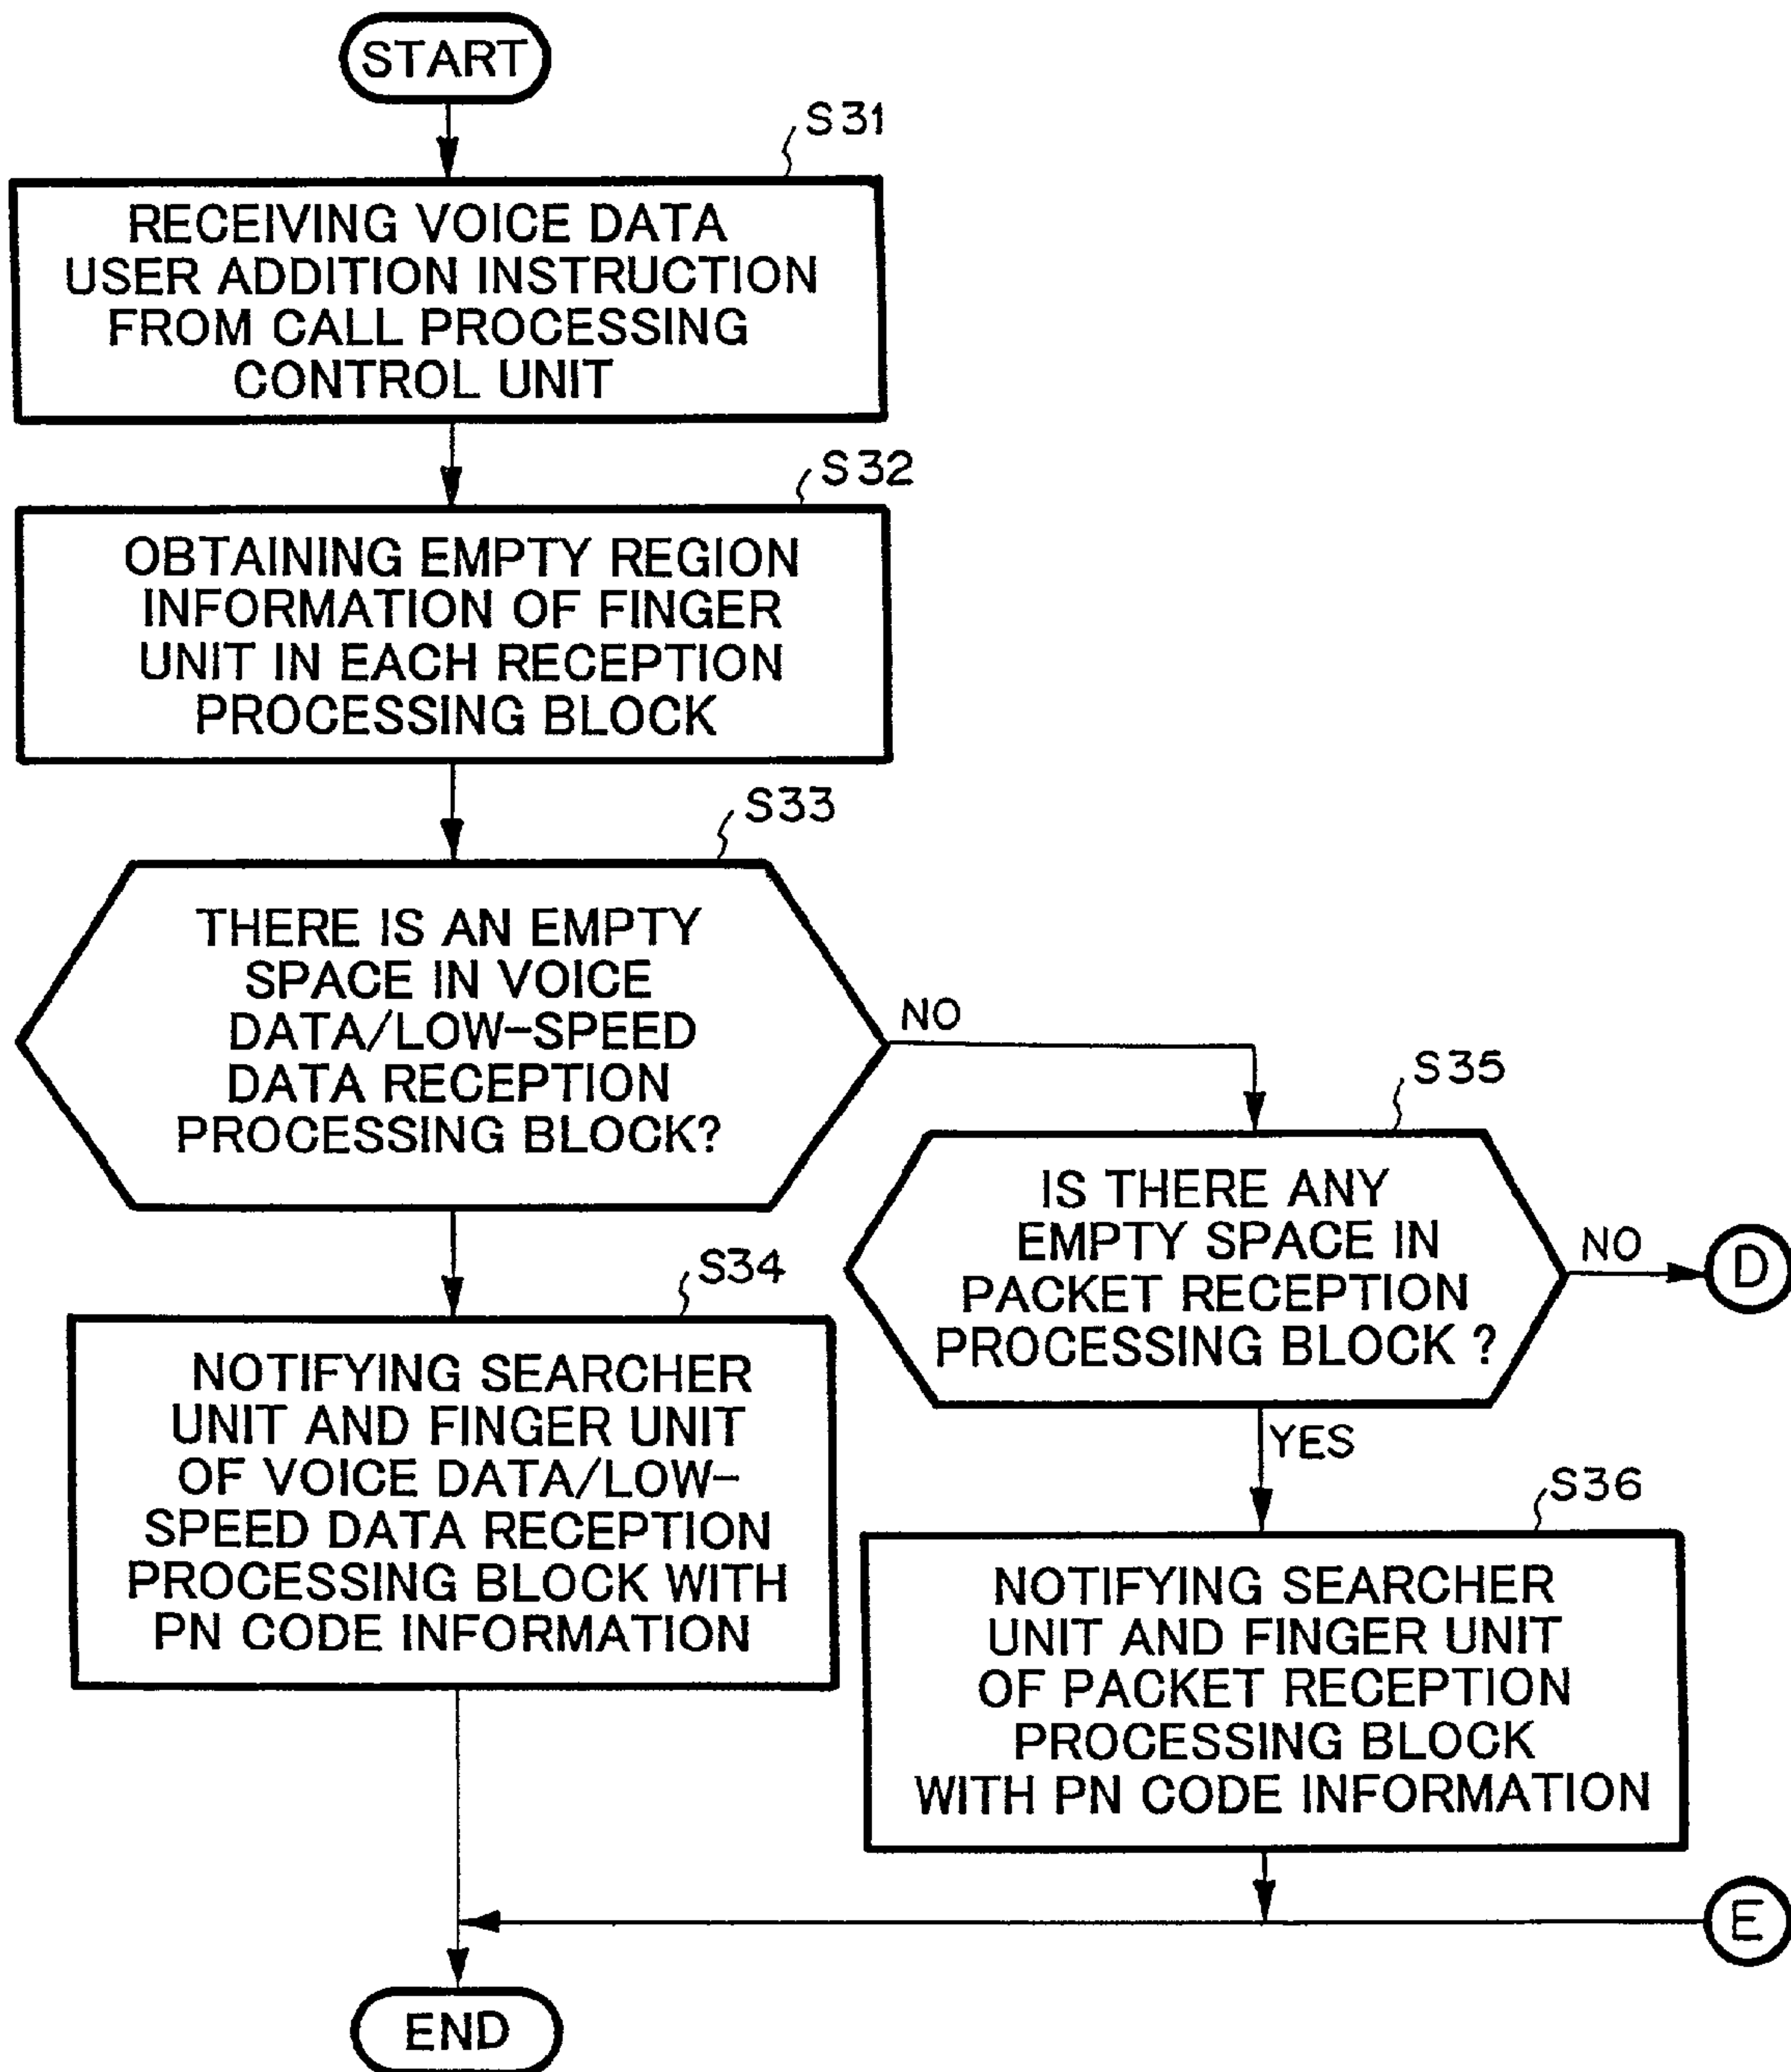 START
S31
RECEIVING VOICE DATA
USER ADDITION INSTRUCTION
FROM CALL PROCESSING
CONTROL UNIT
S32
OBTAINING EMPTY REGION
INFORMATION OF FINGER
UNIT IN EACH RECEPTION
PROCESSING BLOCK
S33
THERE IS AN EMPTY
SPACE IN VOICE
DATA/LOW-SPEED
DATA RECEPTION
PROCESSING BLOCK?
NO
S35
IS THERE ANY
EMPTY SPACE IN
PACKET RECEPTION
PROCESSING BLOCK ?
NO
D
YES
S34
NOTIFYING SEARCHER
UNIT AND FINGER UNIT
OF VOICE DATA/LOW-
SPEED DATA RECEPTION
PROCESSING BLOCK WITH
PN CODE INFORMATION
S36
NOTIFYING SEARCHER
UNIT AND FINGER UNIT
OF PACKET RECEPTION
PROCESSING BLOCK
WITH PN CODE INFORMATION
E
END